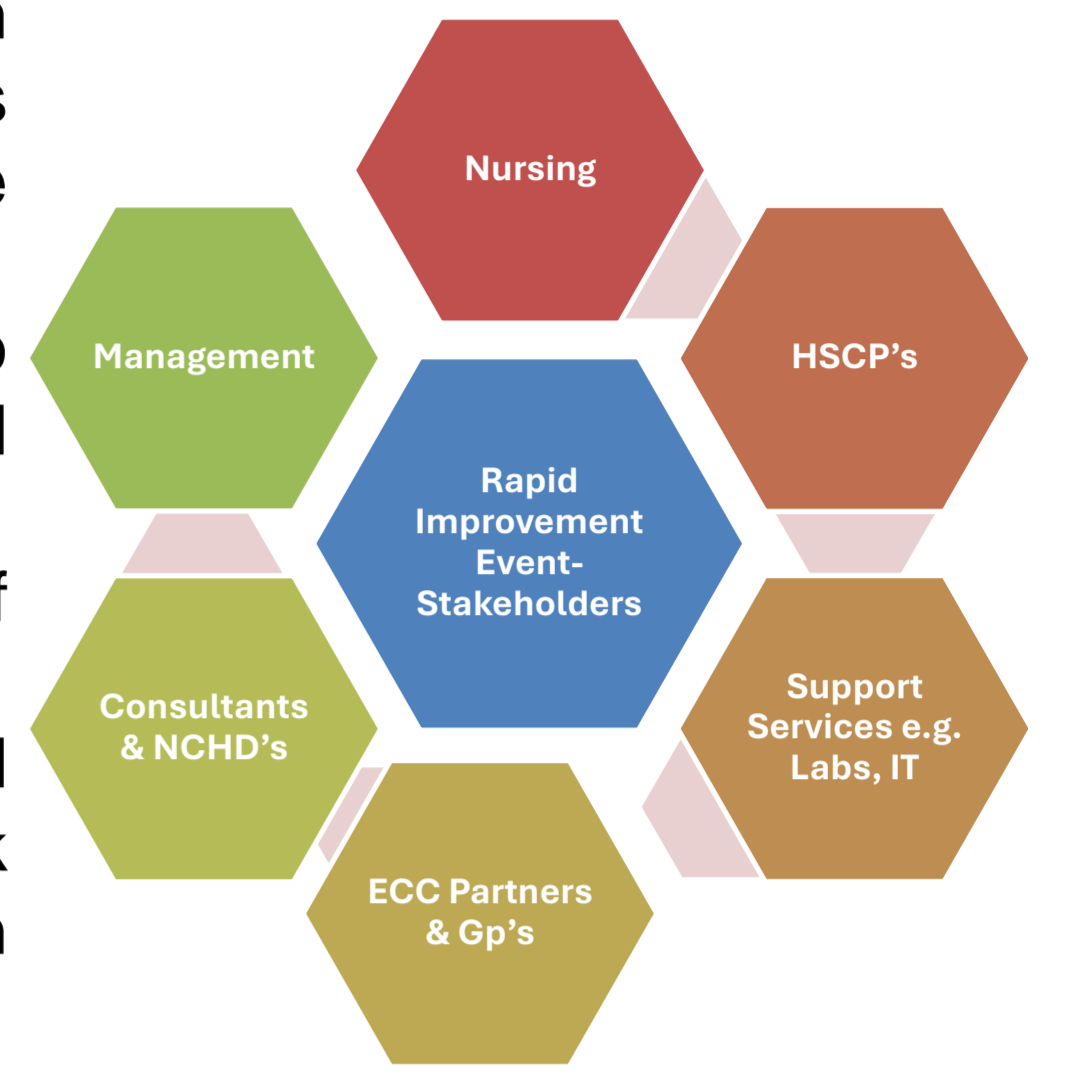 Nursing
HSCP’s
Management
Rapid
Improvement
Event-
Stakeholders
Support
Services e.g.
Labs, IT
Consultants
& NCHD’s
ECC Partners
& Gp’s